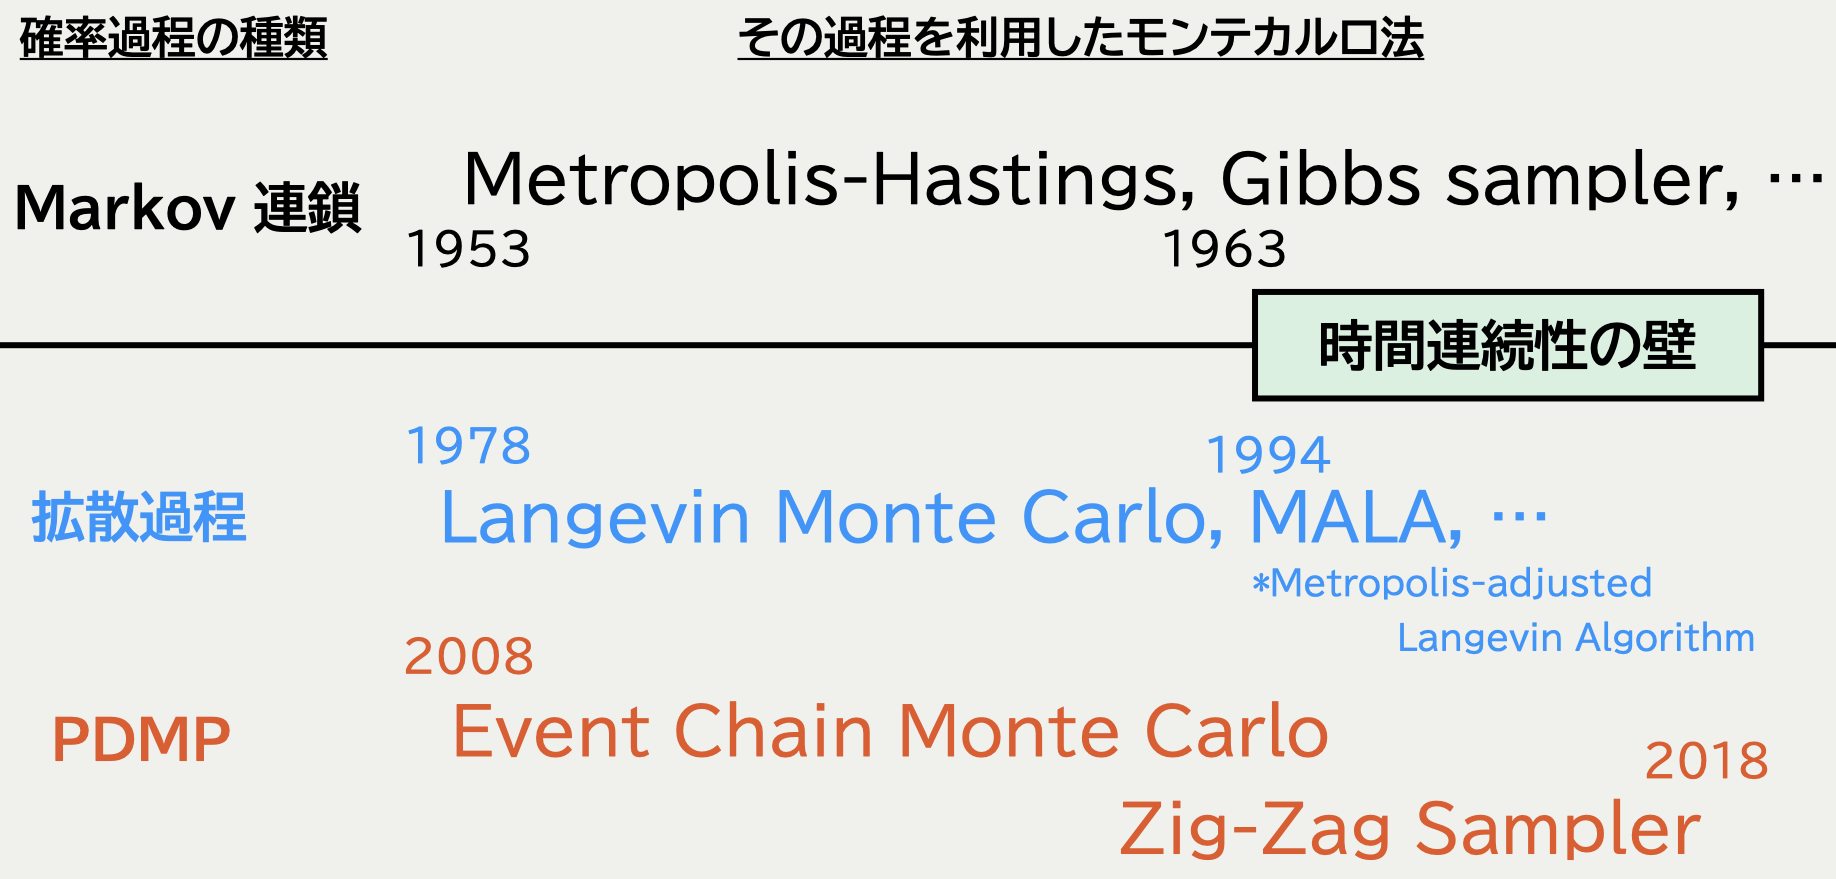 確率過程の種類
その過程を利用したモンテカルロ法
Markov 連鎖
Metropolis-Hastings, Gibbs sampler, …
1953
1963
時間連続性の壁
1978
1994
拡散過程
Langevin Monte Carlo, MALA, …
*Metropolis-adjusted
Langevin Algorithm
2008
PDMP
Event Chain Monte Carlo
2018
Zig-Zag Sampler